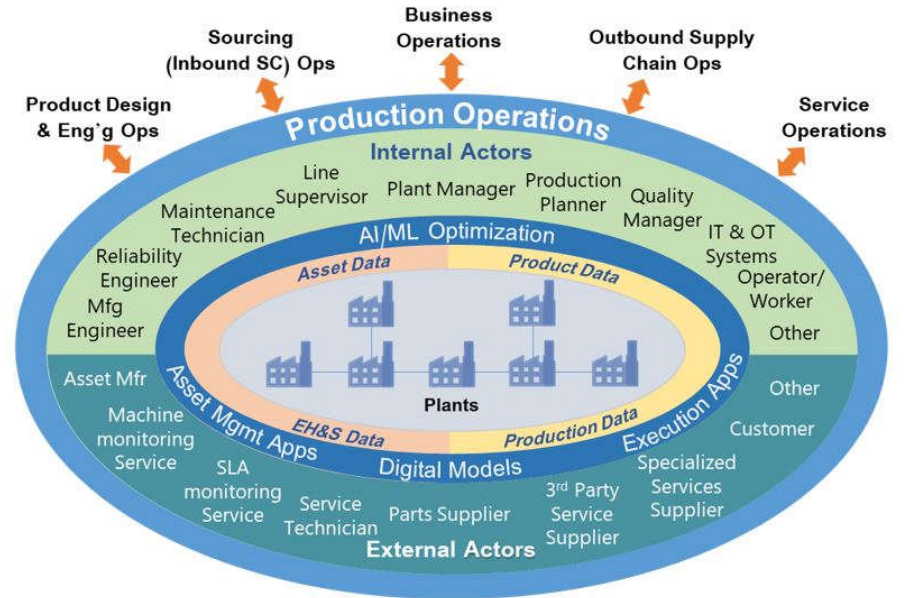 Business
Operations
Sourcing
(Inbound SC) Ops
Outbound Supply
Chain Ops
Product Design
& Eng`g Ops
Service
Operations
Production Operations
Internal Actors
Line
Supervisor
Plant Manager
Production
Planner
Maintenance
Technician
Quality
Manager
Reliability
Engineer
IT & OT
Systems
Mfg
Engineer
Operator/
Worker
Other
AI/ML Optimization
Asset Data
Product Data
Plants
EH&S Data
Production Data
Asset Mgmt Apps
Digital Models
Execution Apps
Asset Mfr
Other
Machine
monitoring
Service
Customer
SLA
monitoring
Service
Specialized
Services
Supplier
Service
Technician
Parts Supplier
3rd Party
Service
Supplier
External Actors